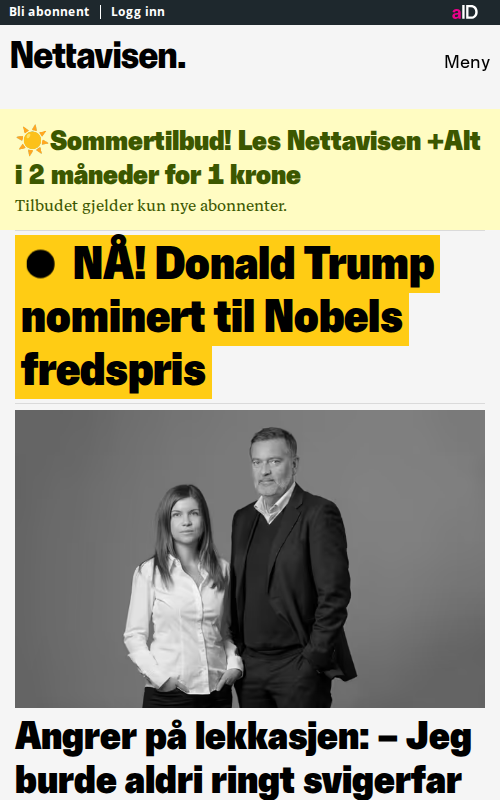 Bli abonnent | Logg inn aID
Nettavisen.
Meny
☀️Sommertilbud! Les Nettavisen +Alt
i 2 måneder for 1 krone
Tilbudet gjelder kun nye abonnenter.
● NÅ! Donald Trump
nominert til Nobels
fredspris
Angrer på lekkasjen: – Jeg
burde aldri ringt svigerfar